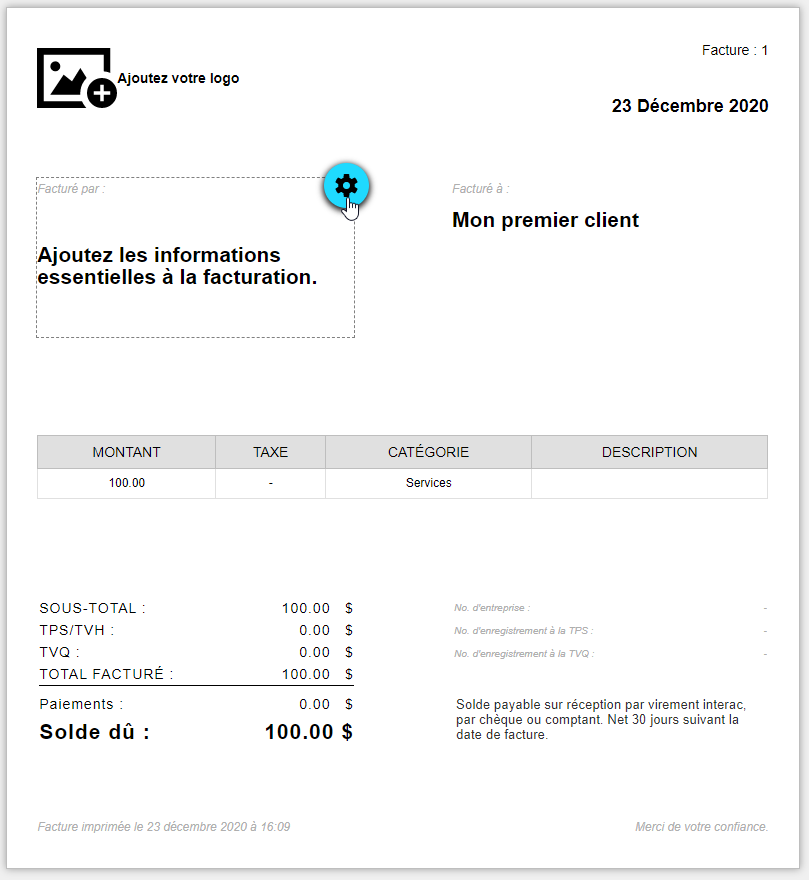 Facture : 1
Ajoutez votre logo
23 Décembre 2020
Facturé par :
Facturé à :
Mon premier client
Ajoutez les informations
essentielles à la facturation.
MONTANT TAXE CATÉGORIE DESCRIPTION
100.00 - Services
SOUS-TOTAL : 100.00 $
TPS/TVH : 0.00 $
TVQ : 0.00 $
TOTAL FACTURÉ : 100.00 $
Paiements : 0.00 $
Solde dû : 100.00 $
No. d'entreprise : -
No. d'enregistrement à la TPS : -
No. d'enregistrement à la TVQ : -
Solde payable sur réception par virement interac,
par chèque ou comptant. Net 30 jours suivant la
date de facture.
Facture imprimée le 23 décembre 2020 à 16:09
Merci de votre confiance.